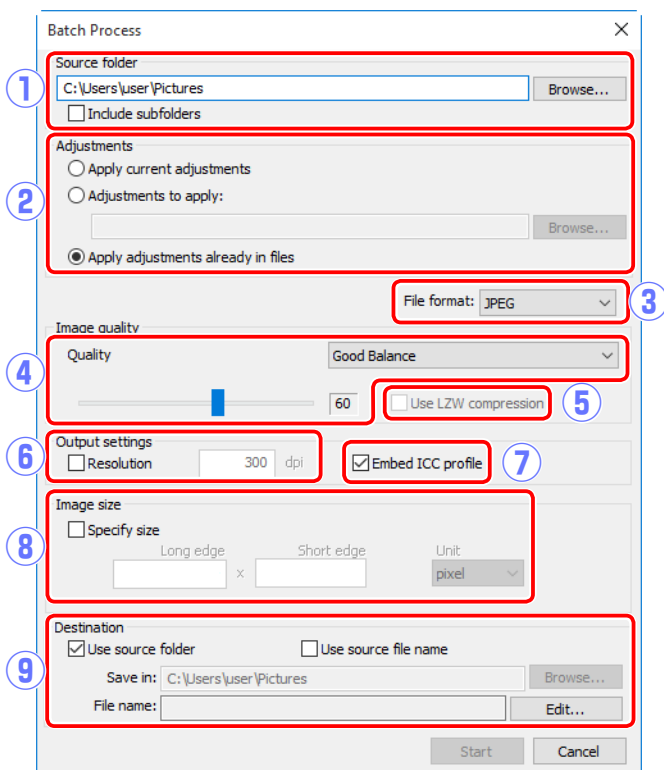 Batch Process
Source folder
① C:\Users\user\Pictures Browse...
Include subfolders
Adjustments
Apply current adjustments
② Adjustments to apply:
Browse...
Apply adjustments already in files
File format: JPEG ③
Image quality
④ Quality Good Balance
60 Use LZW compression ⑤
Output settings
⑥ Resolution 300 dpi Embed ICC profile ⑦
Image size
⑧ Specify size
Long edge Short edge Unit
x pixel
Destination
⑨ Use source folder Use source file name
Save in: C:\Users\user\Pictures Browse...
File name: Edit...
Start Cancel